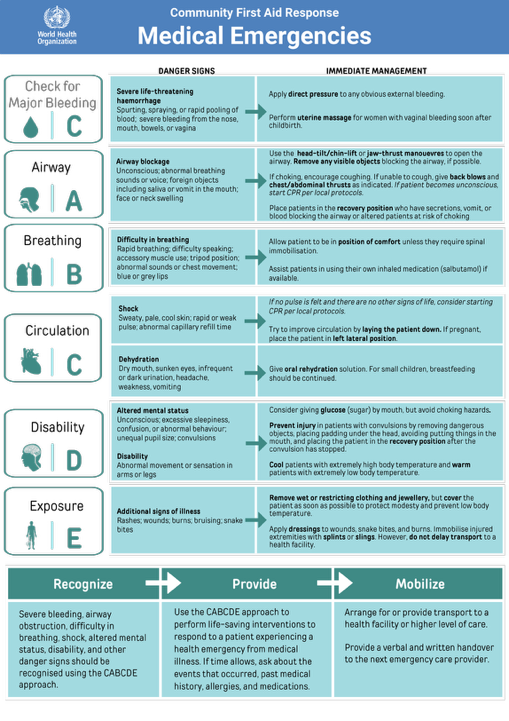 World Health
Organization
Community First Aid Response
Medical Emergencies
DANGER SIGNS
IMMEDIATE MANAGEMENT
Check for
Major Bleeding
C
Severe life-threatening
haemorrhage
Spurting, spraying, or rapid pooling of
blood; severe bleeding from the nose,
mouth, bowels, or vagina
Apply direct pressure to any obvious external bleeding.
Perform uterine massage for women with vaginal bleeding soon after
childbirth.
Airway
A
Airway blockage
Unconscious; abnormal breathing
sounds or voice; foreign objects
including saliva or vomit in the mouth;
face or neck swelling
Use the head-tilt/chin-lift or jaw-thrust manouevres to open the
airway. Remove any visible objects blocking the airway, if possible.
If choking, encourage coughing. If unable to cough, give back blows and
chest/abdominal thrusts as indicated. If patient becomes unconscious,
start CPR per local protocols.
Place patients in the recovery position who have secretions, vomit, or
blood blocking the airway or altered patients at risk of choking
Breathing
B
Difficulty in breathing
Rapid breathing; difficulty speaking;
accessory muscle use; tripod position;
abnormal sounds or chest movement;
blue or grey lips
Allow patient to be in position of comfort unless they require spinal
immobilisation.
Assist patients in using their own inhaled medication (salbutamol) if
available.
Circulation
C
Shock
Sweaty, pale, cool skin; rapid or weak
pulse; abnormal capillary refill time
If no pulse is felt and there are no other signs of life, consider starting
CPR per local protocols.
Try to improve circulation by laying the patient down. If pregnant,
place the patient in left lateral position.
Dehydration
Dry mouth, sunken eyes, infrequent
or dark urination, headache,
weakness, vomiting
Give oral rehydration solution. For small children, breastfeeding
should be continued.
Disability
D
Altered mental status
Unconscious; excessive sleepiness,
confusion, or abnormal behaviour;
unequal pupil size; convulsions
Disability
Abnormal movement or sensation in
arms or legs
Consider giving glucose (sugar) by mouth, but avoid choking hazards.
Prevent injury in patients with convulsions by removing dangerous
objects, placing padding under the head, avoiding putting things in the
mouth, and placing the patient in the recovery position after the
convulsion has stopped.
Cool patients with extremely high body temperature and warm
patients with extremely low body temperature.
Exposure
E
Additional signs of illness
Rashes; wounds; burns; bruising; snake
bites
Remove wet or restricting clothing and jewellery, but cover the
patient as soon as possible to protect modesty and prevent low body
temperature.
Apply dressings to wounds, snake bites, and burns. Immobilise injured
extremities with splints or slings. However, do not delay transport to a
health facility.
Recognize
Provide
Mobilize
Severe bleeding, airway
obstruction, difficulty in
breathing, shock, altered mental
status, disability, and other
danger signs should be
recognised using the CABCDE
approach.
Use the CABCDE approach to
perform life-saving interventions to
respond to a patient experiencing a
health emergency from medical
illness. If time allows, ask about the
events that occurred, past medical
history, allergies, and medications.
Arrange for or provide transport to a
health facility or higher level of care.
Provide a verbal and written handover
to the next emergency care provider.